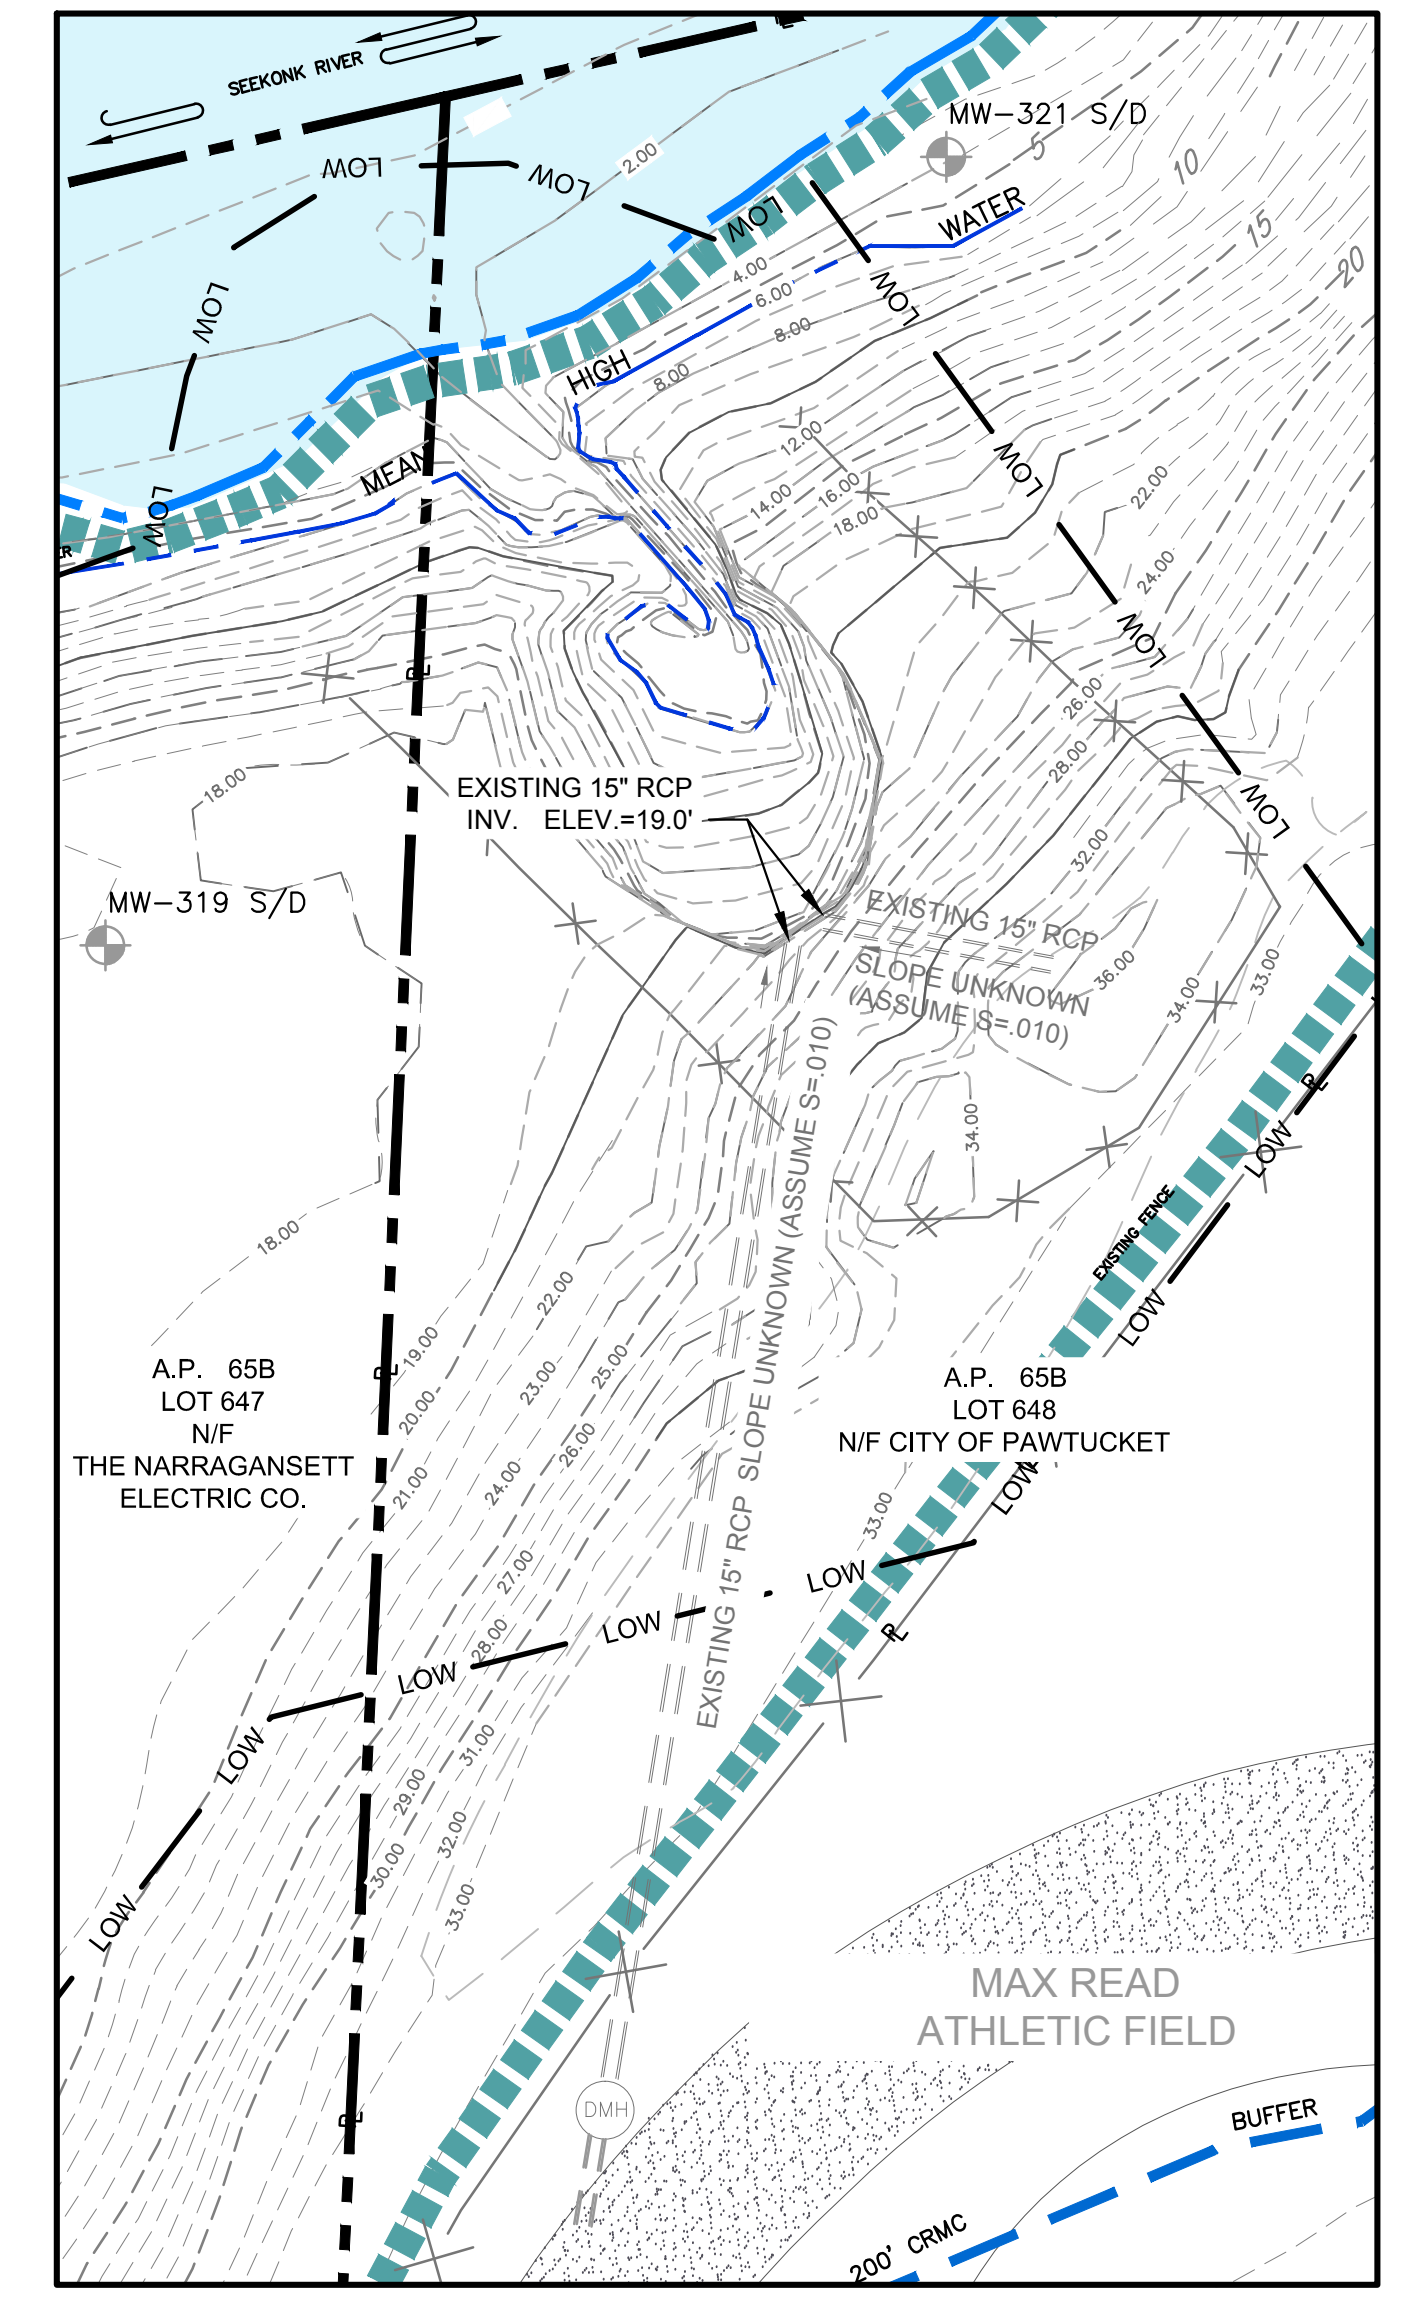 SEEKONK RIVER
MW-321 S/D
LOW
LOW
LOW
LOW
2.00
5
10
15
20
WATER
4.00
6.00
8.00
8.00
HIGH
LOW
MEAN
12.00
14.00
16.00
18.00
LOW
22.00
24.00
LOW
LOW
ER
PL
26.00
28.00
18.00
EXISTING 15" RCP
INV. ELEV.=19.0'
LOW
32.00
MW-319 S/D
EXISTING 15" RCP
SLOPE UNKNOWN
(ASSUME S=.010)
36.00
34.00
33.00
34.00
PL
LOW
EXISTING FENCE
LOW
18.00
22.00
19.00
20.00
21.00
23.00
24.00
25.00
26.00
27.00
28.00
PL
EXISTING 15" RCP SLOPE UNKNOWN (ASSUME S=.010)
A.P. 65B
LOT 647
N/F
THE NARRAGANSETT
ELECTRIC CO.
A.P. 65B
LOT 648
N/F CITY OF PAWTUCKET
LOW
33.00
LOW
LOW
LOW
PL
LOW
LOW
31.00
29.00
32.00
30.00
33.00
MAX READ
ATHLETIC FIELD
DMH
PL
BUFFER
200' CRMC